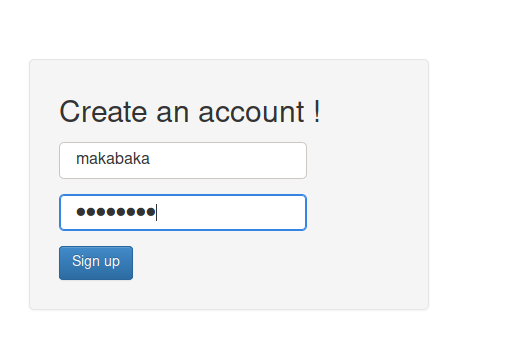 Create an account !
makabaka
●●●●●●●●
Sign up